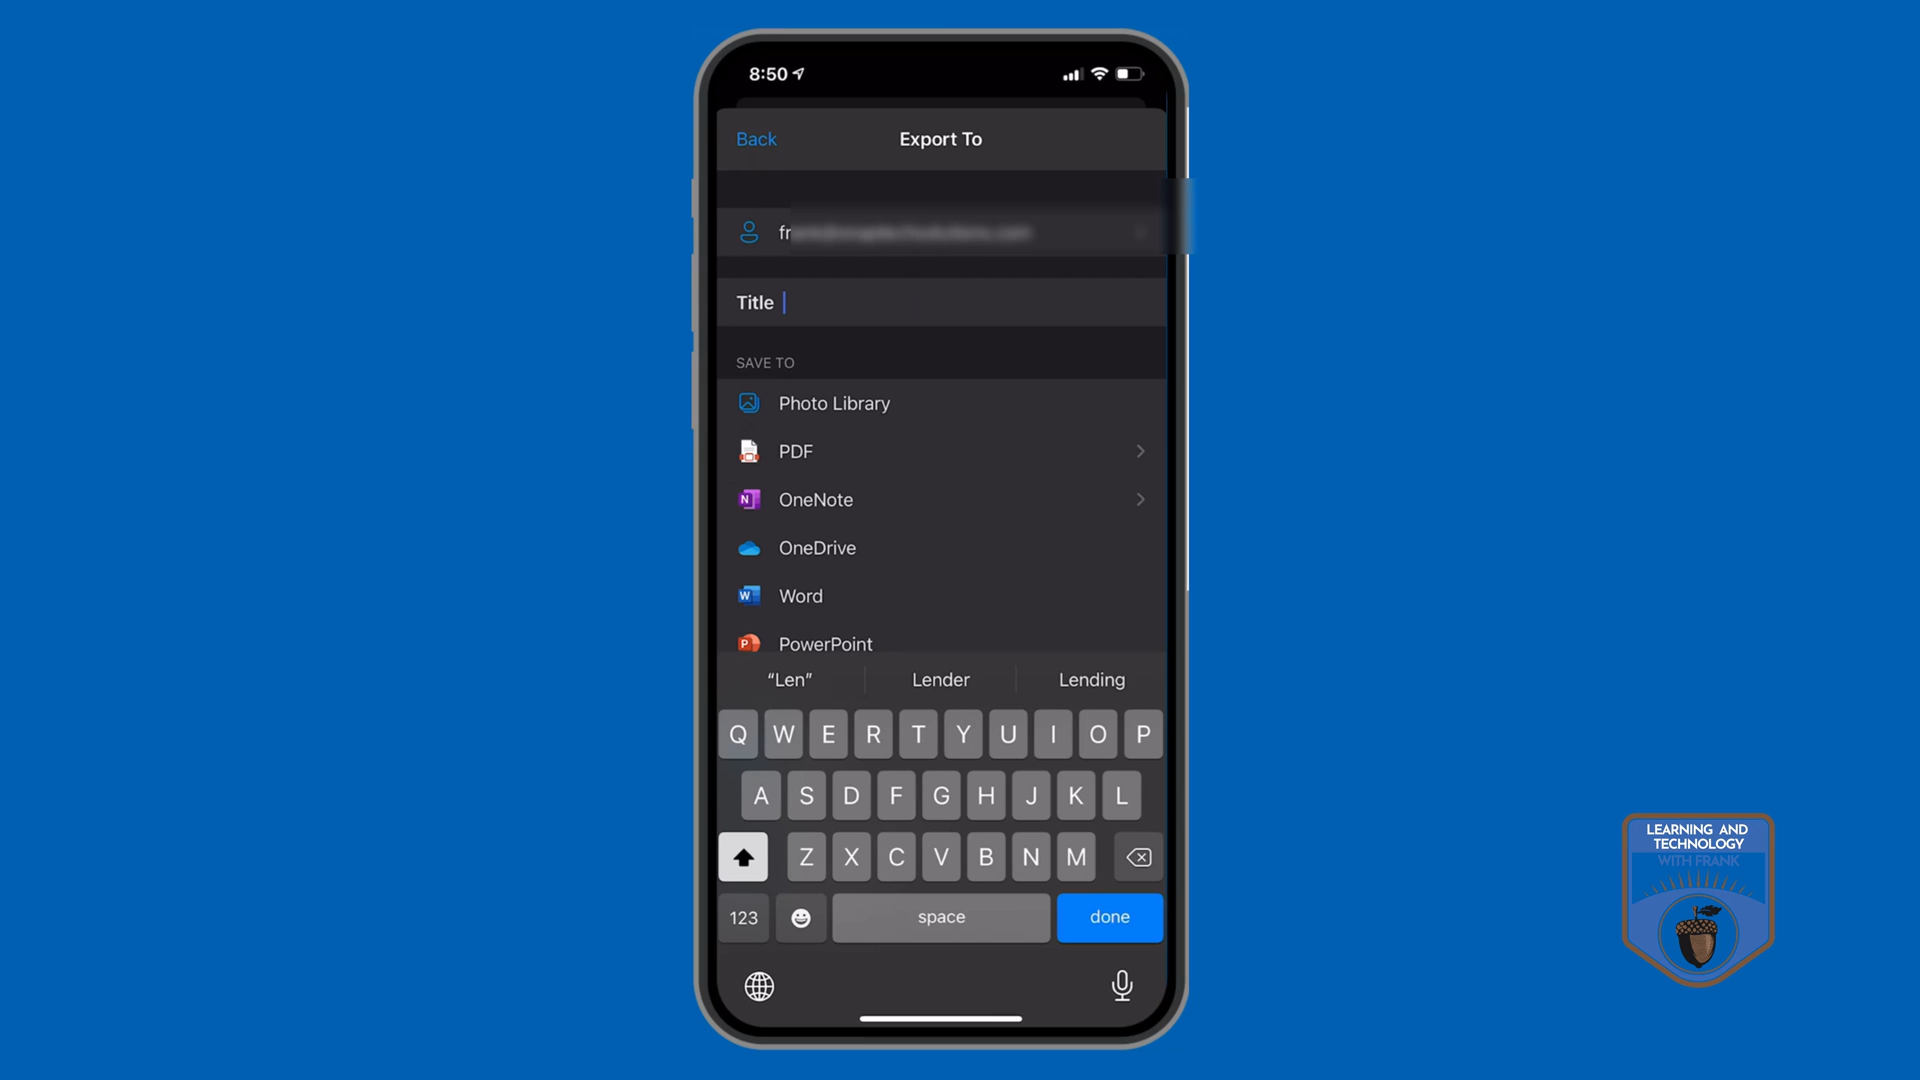 8:50
Back
Export To
fr
Title
SAVE TO
Photo Library
PDF
OneNote
OneDrive
Word
PowerPoint
“Len”
Lender
Lending
Q W E R T Y U I O P
A S D F G H J K L
Z X C V B N M
123
space
done
LEARNING AND
TECHNOLOGY
WITH FRANK